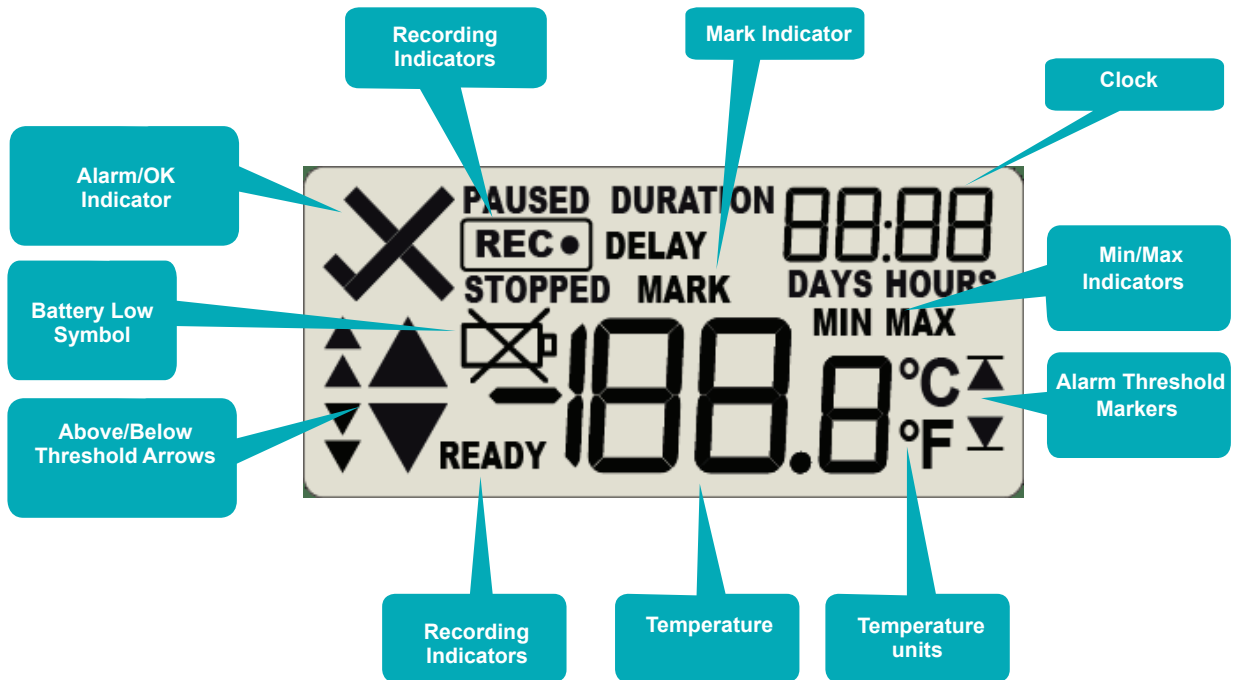 Recording
Indicators
Mark Indicator
Clock
Alarm/OK
Indicator
PAUSED DURATION 88:88
REC● DELAY
STOPPED MARK DAYS HOURS
Min/Max
Indicators
Battery Low
Symbol
MIN MAX
-188.8 °C
°F
Alarm Threshold
Markers
Above/Below
Threshold Arrows
READY
Recording
Indicators
Temperature
Temperature
units